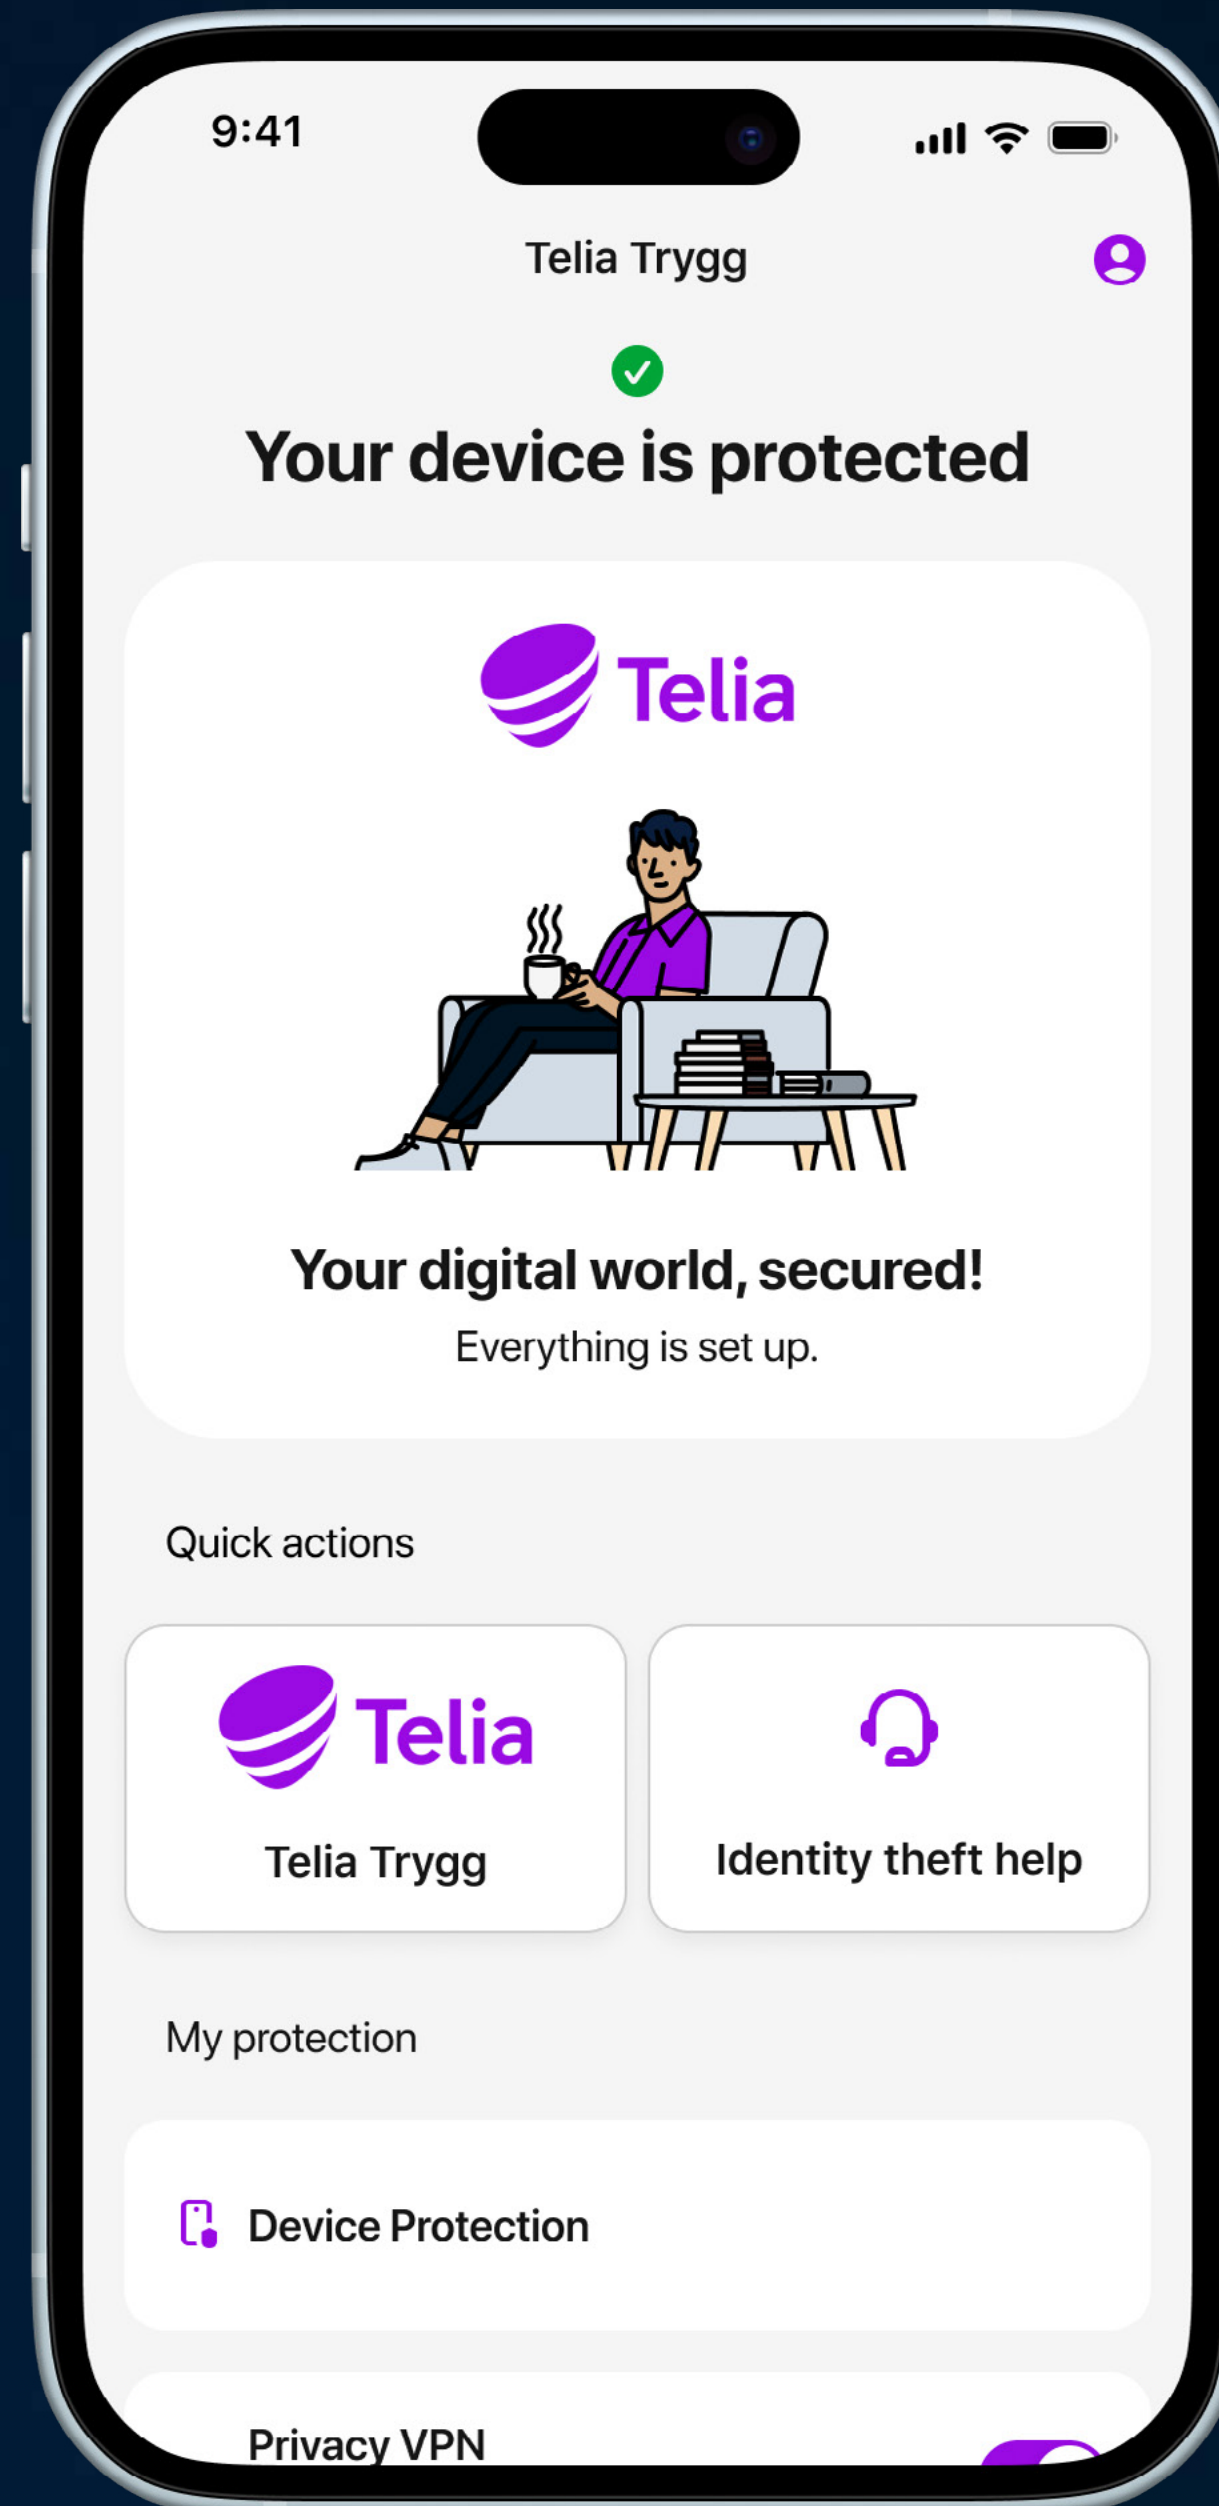 9:41
Telia Trygg
Your device is protected
Telia
Your digital world, secured!
Everything is set up.
Quick actions
Telia
Telia Trygg
Identity theft help
My protection
Device Protection
Privacy VPN